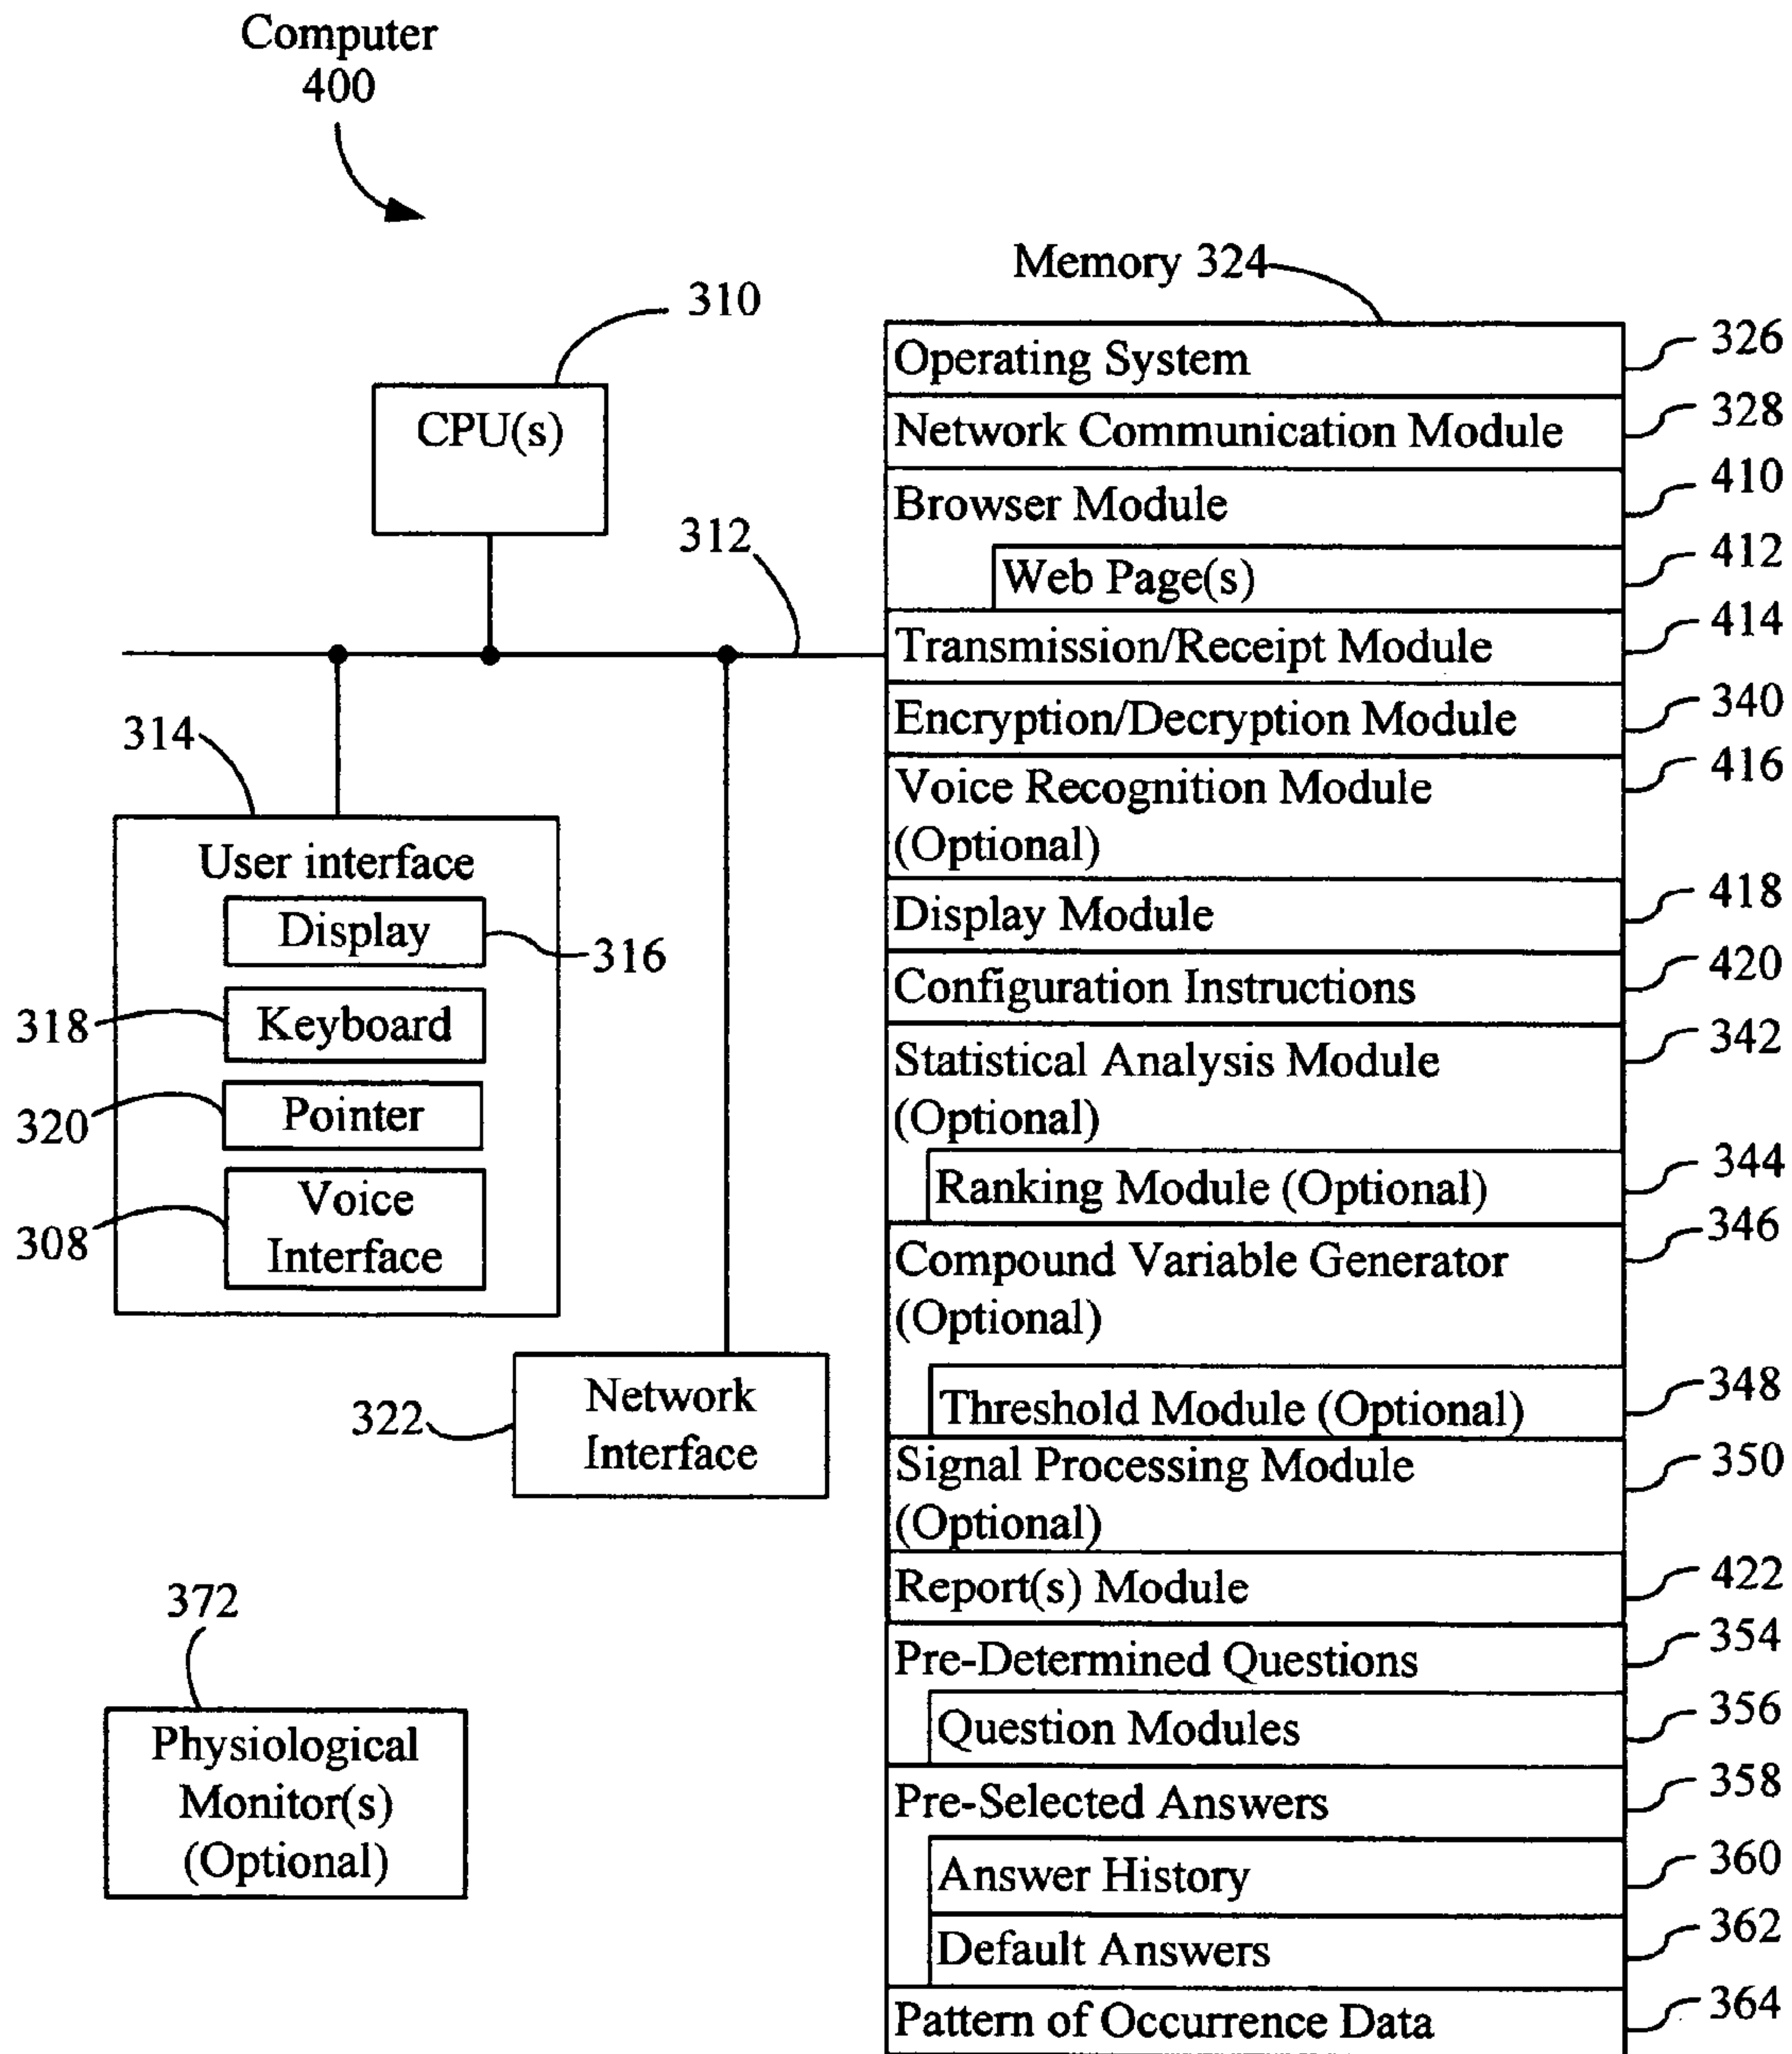 Computer
400
310
CPU(s)
312
314
User interface
Display
316
318
Keyboard
320
Pointer
308
Voice
Interface
322
Network
Interface
372
Physiological
Monitor(s)
(Optional)
Memory 324
Operating System
326
Network Communication Module
328
Browser Module
410
Web Page(s)
412
Transmission/Receipt Module
414
Encryption/Decryption Module
340
Voice Recognition Module
(Optional)
416
Display Module
418
Configuration Instructions
420
Statistical Analysis Module
(Optional)
342
Ranking Module (Optional)
344
Compound Variable Generator
(Optional)
346
Threshold Module (Optional)
348
Signal Processing Module
(Optional)
350
Report(s) Module
422
Pre-Determined Questions
354
Question Modules
356
Pre-Selected Answers
358
Answer History
360
Default Answers
362
Pattern of Occurrence Data
364